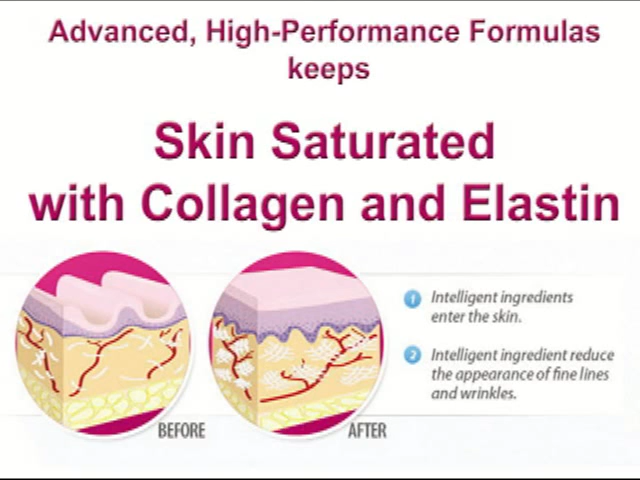 Advanced, High-Performance Formulas
keeps
Skin Saturated
with Collagen and Elastin
1 Intelligent ingredients
enter the skin.
2 Intelligent ingredient reduce
the appearance of fine lines
and wrinkles.
BEFORE
AFTER